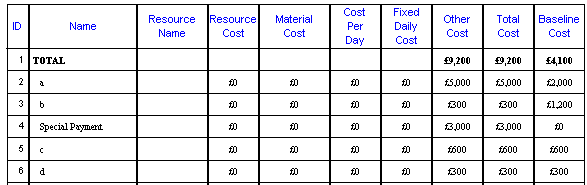 ID Name Resource Name Resource Cost Material Cost Cost Per Day Fixed Daily Cost Other Cost Total Cost Baseline Cost
1 TOTAL £9,200 £9,200 £4,100
2 a £0 £0 £0 £0 £5,000 £5,000 £2,000
3 b £0 £0 £0 £0 £300 £300 £1,200
4 Special Payment £0 £0 £0 £0 £3,000 £3,000 £0
5 c £0 £0 £0 £0 £600 £600 £600
6 d £0 £0 £0 £0 £300 £300 £300